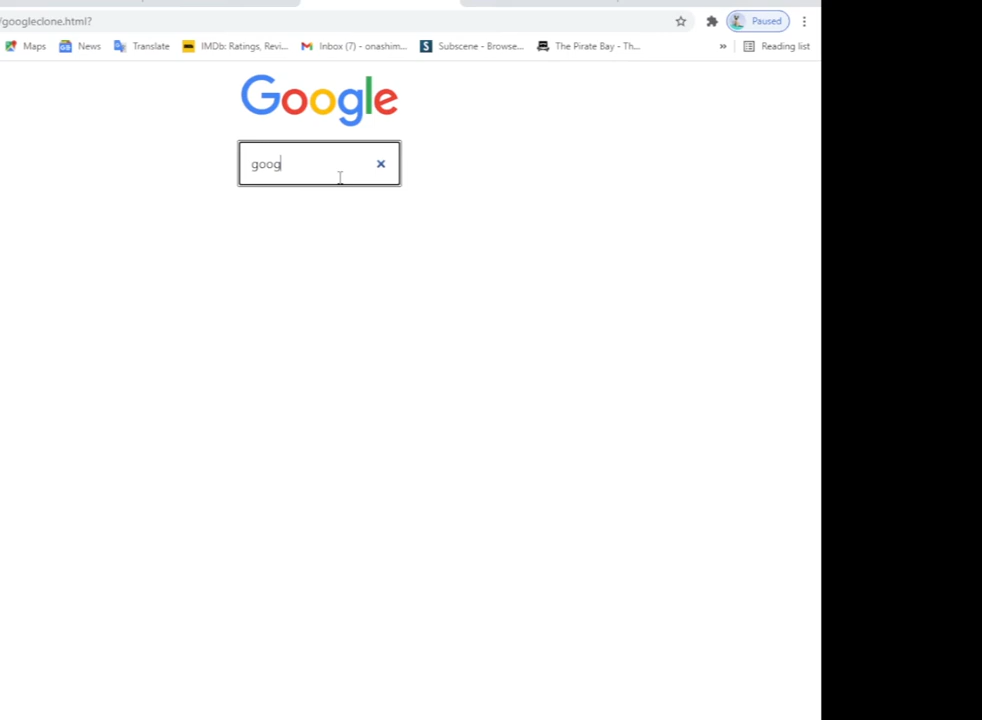 /googleclone.html?
Paused
Maps
News
Translate
IMDb: Ratings, Revi...
Inbox (7) - onashim...
Subscene - Browse...
The Pirate Bay - Th...
»
Reading list
Google
goog